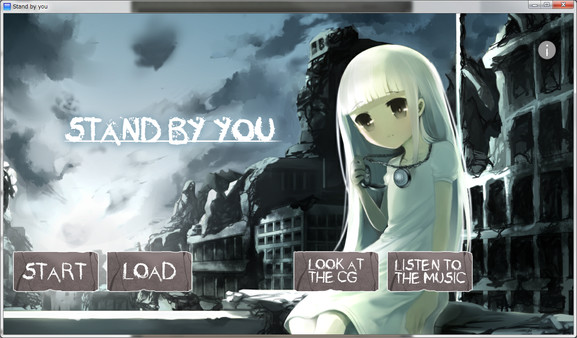 Stand by you
STAND BY YOU
START
LOAD
LOOK AT
THE CG
LISTEN TO
THE MUSIC
i